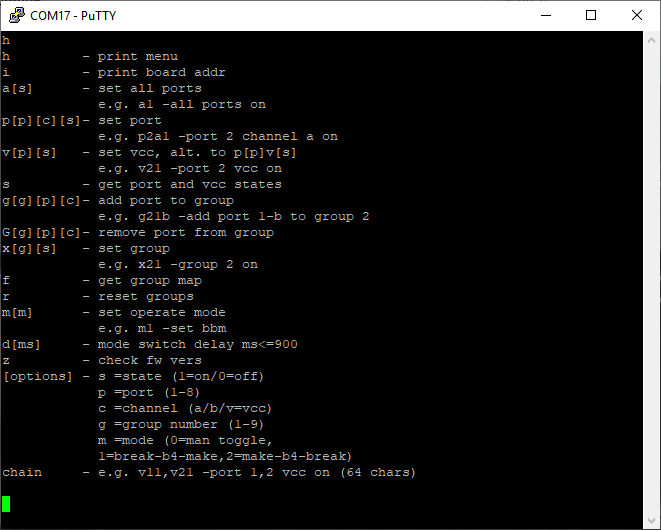 COM17 - PuTTY
h
h         - print menu
i         - print board addr
a[s]      - set all ports
            e.g. a1 -all ports on
p[p][c][s]- set port
            e.g. p2a1 -port 2 channel a on
v[p][s]   - set vcc, alt. to p[p]v[s]
            e.g. v21 -port 2 vcc on
s         - get port and vcc states
g[g][p][c]- add port to group
            e.g. g21b -add port 1-b to group 2
G[g][p][c]- remove port from group
x[g][s]   - set group
            e.g. x21 -group 2 on
f         - get group map
r         - reset groups
m[m]      - set operate mode
            e.g. m1 -set bbm
d[ms]     - mode switch delay ms<=900
z         - check fw vers
[options] - s =state (1=on/0=off)
            p =port (1-8)
            c =channel (a/b/v=vcc)
            g =group number (1-9)
            m =mode (0=man toggle,
            1=break-b4-make,2=make-b4-break)
chain     - e.g. v11,v21 -port 1,2 vcc on (64 chars)